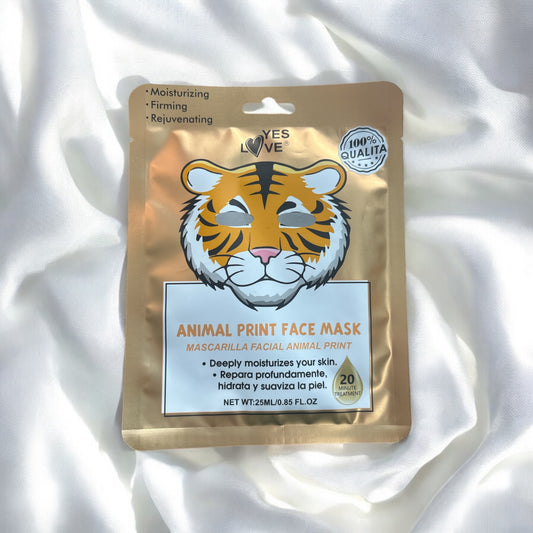 • Moisturizing
• Firming
• Rejuvenating
YES
LOVE®
100%
QUALITA
ANIMAL PRINT FACE MASK
MASCARILLA FACIAL ANIMAL PRINT
• Deeply moisturizes your skin.
• Repara profundamente,
hidrata y suaviza la piel.
20
MINUTE
TREATMENT
NET WT:25ML/0.85 FL.OZ